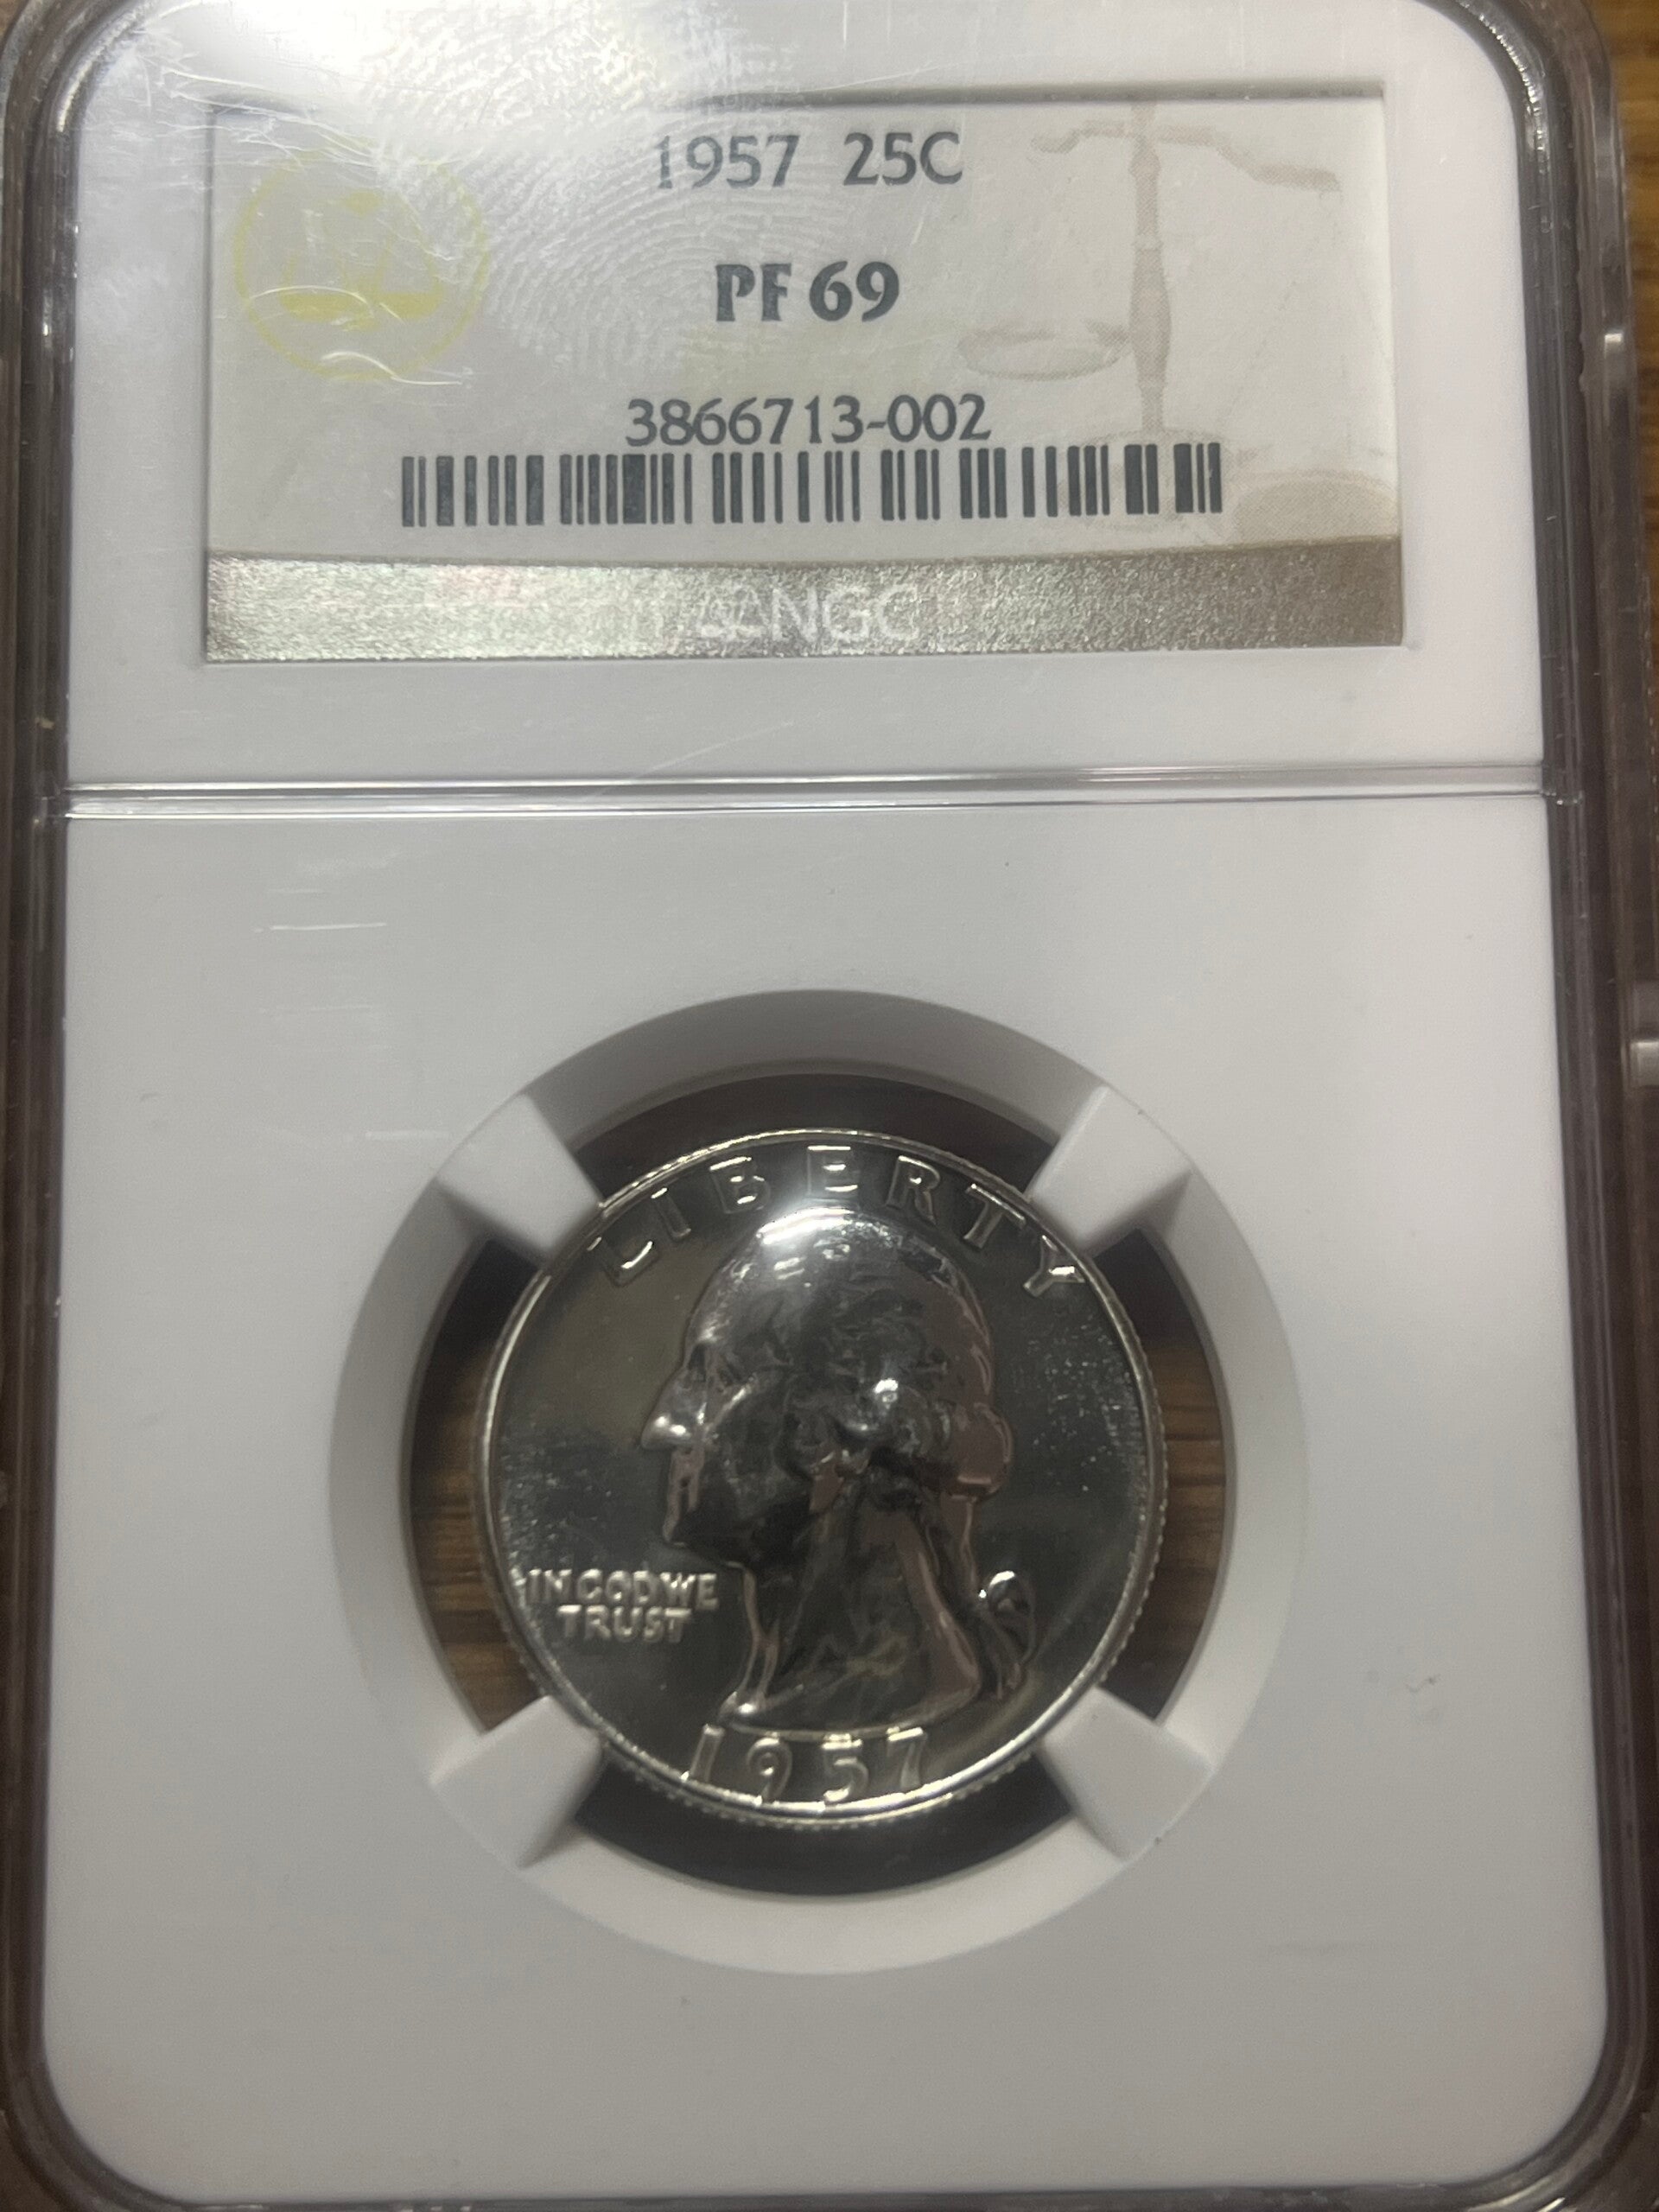 1957 25C
PF 69
3866713-002
NGC
LIBERTY
IN GOD WE
TRUST
1957